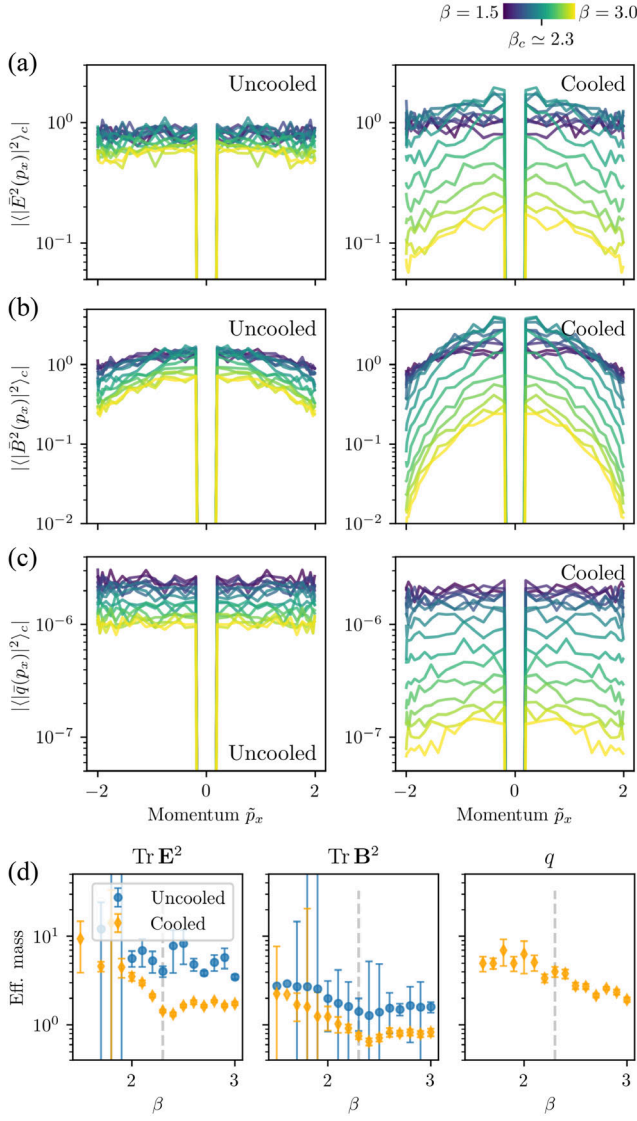 β = 1.5 β = 3.0
β_c ≃ 2.3
(a)
Uncooled
Cooled
|⟨|Ẽ²(p_x)|²⟩_c|
10⁰
10⁻¹
(b)
Uncooled
Cooled
|⟨|B̃²(p_x)|²⟩_c|
10⁰
10⁻¹
10⁻²
(c)
Uncooled
Cooled
|⟨|q̃(p_x)|²⟩_c|
10⁻⁶
10⁻⁷
−2 0 2
−2 0 2
Momentum p̃_x
Momentum p̃_x
(d)
Tr E²
Tr B²
q
Uncooled
Cooled
Eff. mass
10¹
10⁰
2 3
2 3
2 3
β
β
β